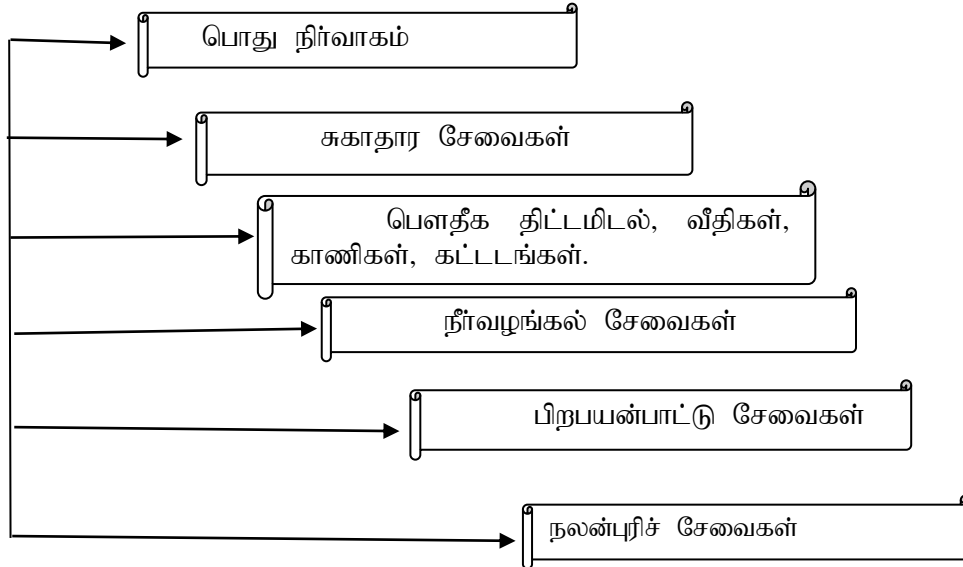 பொது நிர்வாகம்
சுகாதார சேவைகள்
பௌதீக திட்டமிடல், வீதிகள்,
காணிகள், கட்டடங்கள்.
நீர்வழங்கல் சேவைகள்
பிறபயன்பாட்டு சேவைகள்
நலன்புரிச் சேவைகள்